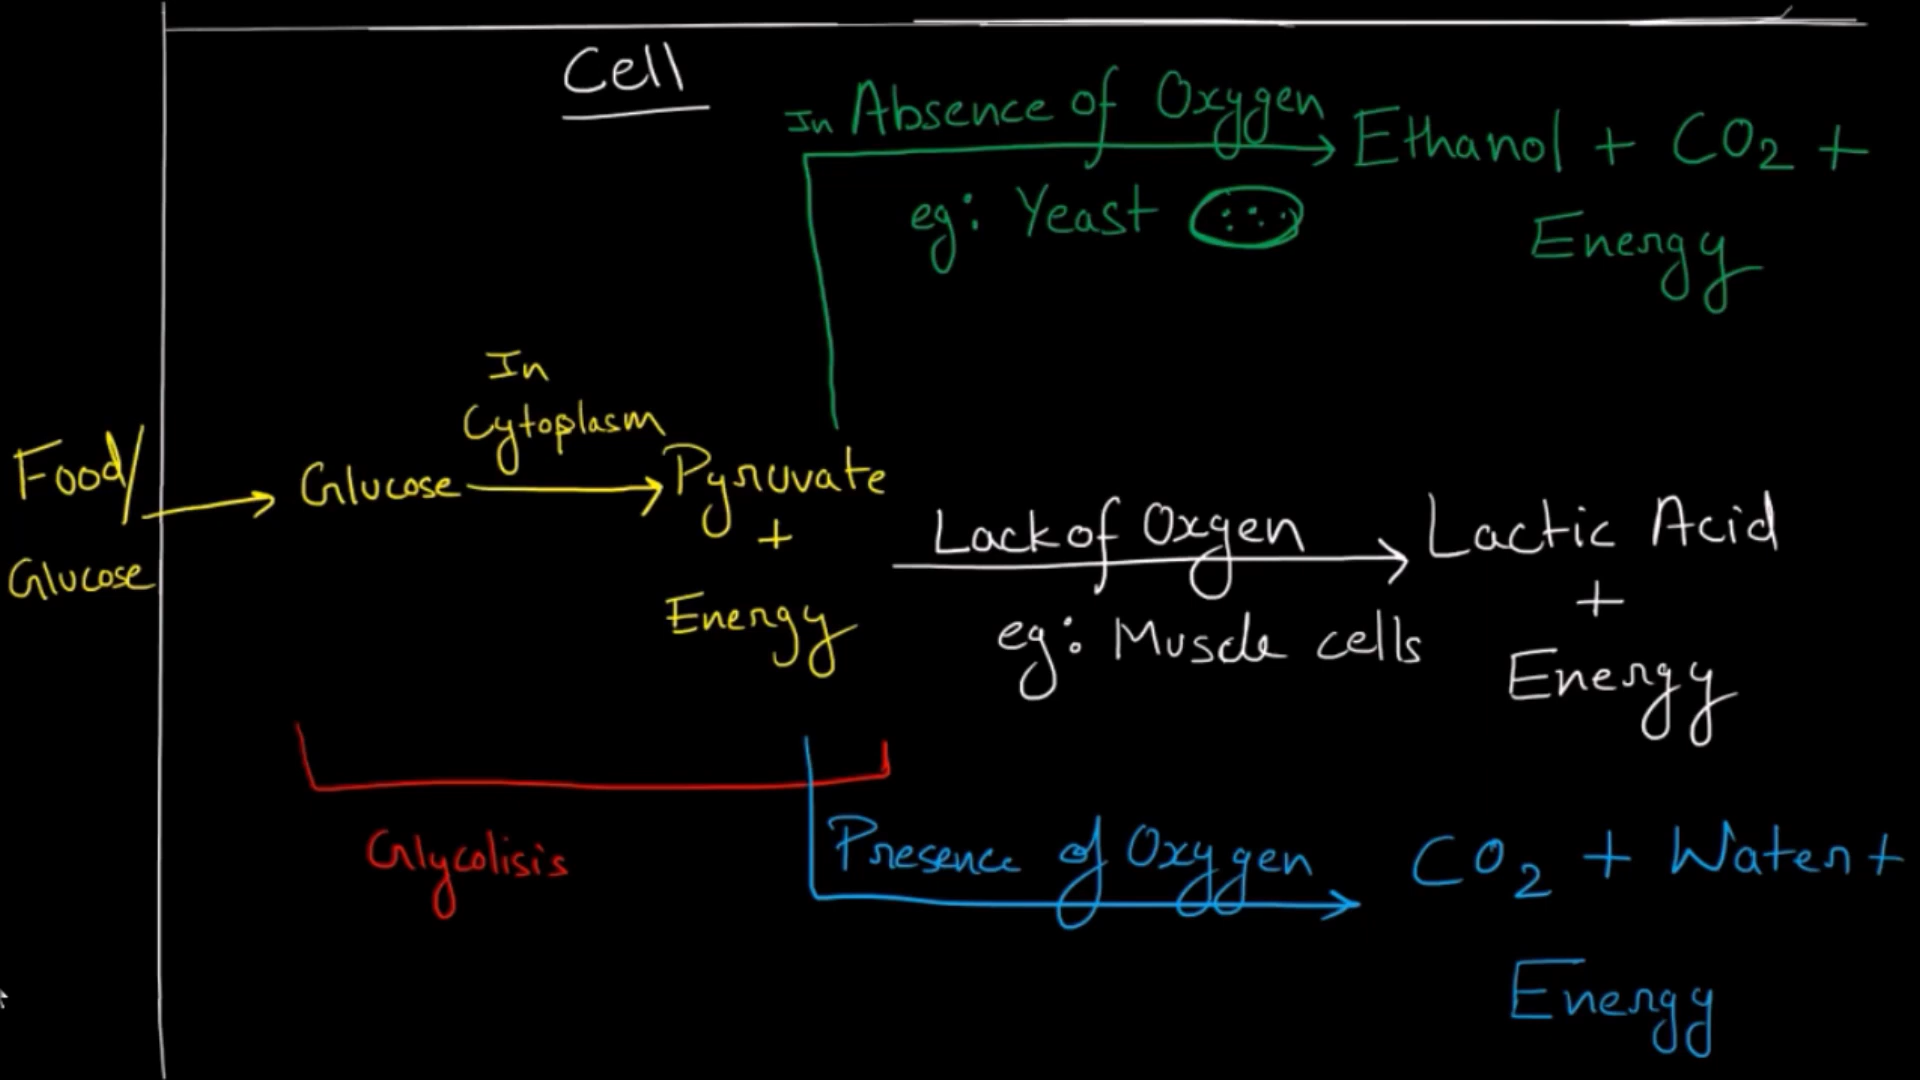 Cell
In Absence of Oxygen
Ethanol + CO2 +
Energy
eg: Yeast
Food/
Glucose
Glucose
In
Cytoplasm
Pyruvate
+
Energy
Lack of Oxgen
eg: Muscle cells
Lactic Acid
+
Energy
Glycolisis
Presence of Oxygen
CO2 + Water +
Energy